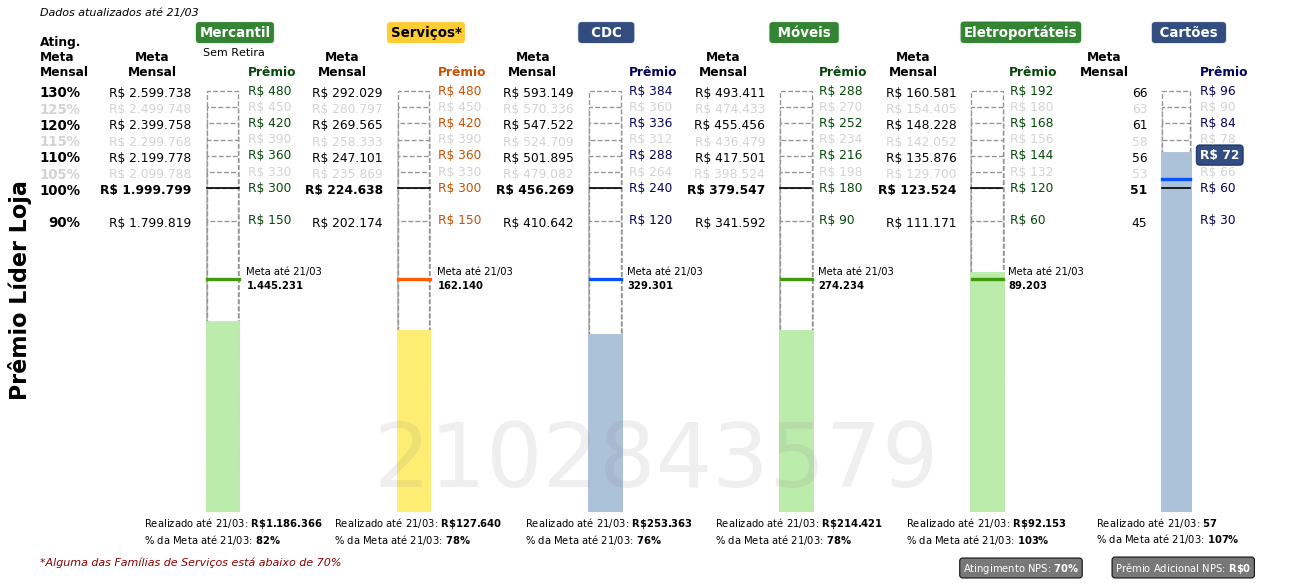 Dados atualizados até 21/03
Mercantil Serviços* CDC Móveis Eletroportáteis Cartões
Sem Retira
Ating. Meta Mensal
Meta Mensal Prêmio Meta Mensal Prêmio Meta Mensal Prêmio Meta Mensal Prêmio Meta Mensal Prêmio Meta Mensal Prêmio
130% R$ 2.599.738 R$ 480 R$ 292.029 R$ 480 R$ 593.149 R$ 384 R$ 493.411 R$ 288 R$ 160.581 R$ 192 66 R$ 96
125% R$ 2.499.748 R$ 450 R$ 280.797 R$ 450 R$ 570.336 R$ 360 R$ 474.433 R$ 270 R$ 154.405 R$ 180 63 R$ 90
120% R$ 2.399.758 R$ 420 R$ 269.565 R$ 420 R$ 547.522 R$ 336 R$ 455.456 R$ 252 R$ 148.228 R$ 168 61 R$ 84
115% R$ 2.299.768 R$ 390 R$ 258.333 R$ 390 R$ 524.709 R$ 312 R$ 436.479 R$ 234 R$ 142.052 R$ 156 58 R$ 78
110% R$ 2.199.778 R$ 360 R$ 247.101 R$ 360 R$ 501.895 R$ 288 R$ 417.501 R$ 216 R$ 135.876 R$ 144 56 R$ 72
105% R$ 2.099.788 R$ 330 R$ 235.869 R$ 330 R$ 479.082 R$ 264 R$ 398.524 R$ 198 R$ 129.700 R$ 132 53 R$ 66
100% R$ 1.999.799 R$ 300 R$ 224.638 R$ 300 R$ 456.269 R$ 240 R$ 379.547 R$ 180 R$ 123.524 R$ 120 51 R$ 60
90% R$ 1.799.819 R$ 150 R$ 202.174 R$ 150 R$ 410.642 R$ 120 R$ 341.592 R$ 90 R$ 111.171 R$ 60 45 R$ 30
Prêmio Líder Loja
Meta até 21/03 Meta até 21/03 Meta até 21/03 Meta até 21/03 Meta até 21/03
1.445.231 162.140 329.301 274.234 89.203
2102843579
Realizado até 21/03: R$1.186.366 Realizado até 21/03: R$127.640 Realizado até 21/03: R$253.363 Realizado até 21/03: R$214.421 Realizado até 21/03: R$92.153 Realizado até 21/03: 57
% da Meta até 21/03: 82% % da Meta até 21/03: 78% % da Meta até 21/03: 76% % da Meta até 21/03: 78% % da Meta até 21/03: 103% % da Meta até 21/03: 107%
*Alguma das Famílias de Serviços está abaixo de 70%
Atingimento NPS: 70% Prêmio Adicional NPS: R$0